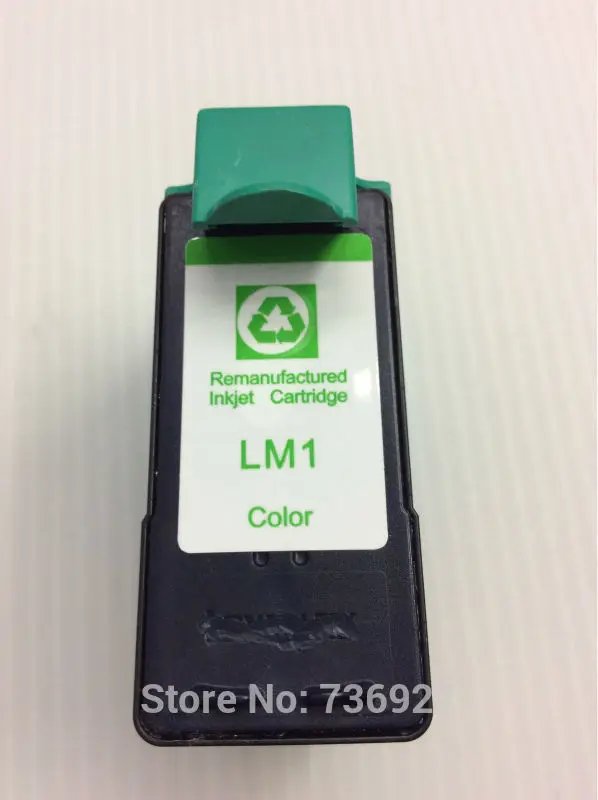 Remanufactured
Inkjet Cartridge
LM1
Color
Store No: 73692